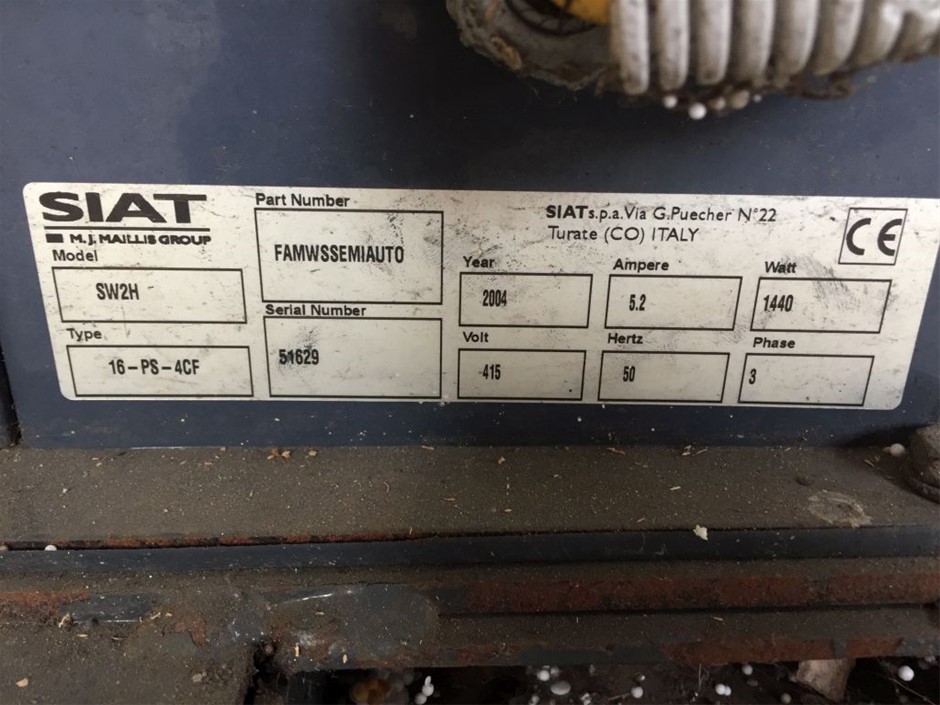 SIAT
M.J. MAILLIS GROUP
Model
SW2H
Type
16-PS-4CF
Part Number
FAMWSSEMIAUTO
Serial Number
51629
SIAT s.p.a. Via G.Puecher N°22
Turate (CO) ITALY
CE
Year
2004
Ampere
5.2
Watt
1440
Volt
415
Hertz
50
Phase
3